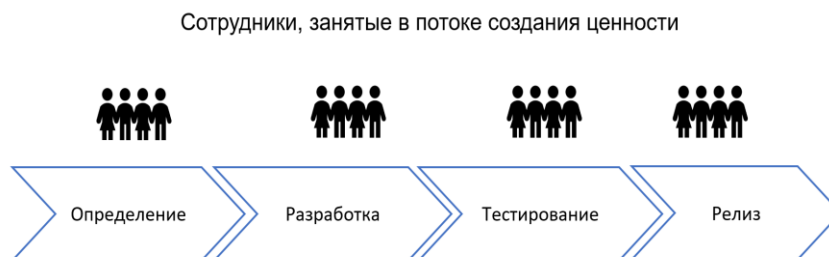 Сотрудники, занятые в потоке создания ценности
Определение
Разработка
Тестирование
Релиз